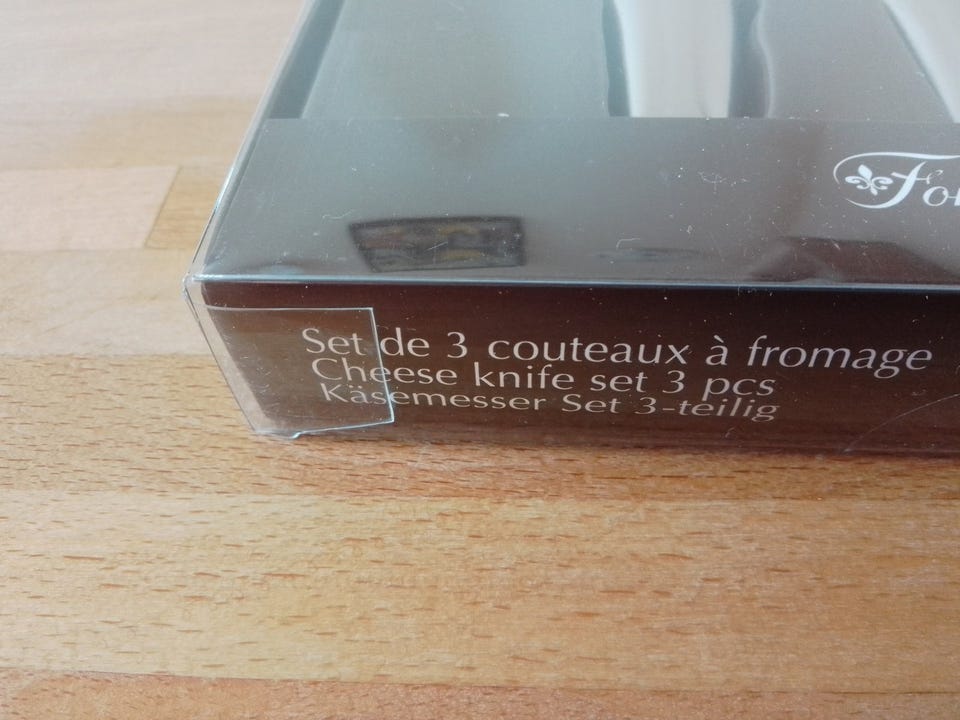 Set de 3 couteaux à fromage
Cheese knife set 3 pcs
Käsemesser Set 3-teilig